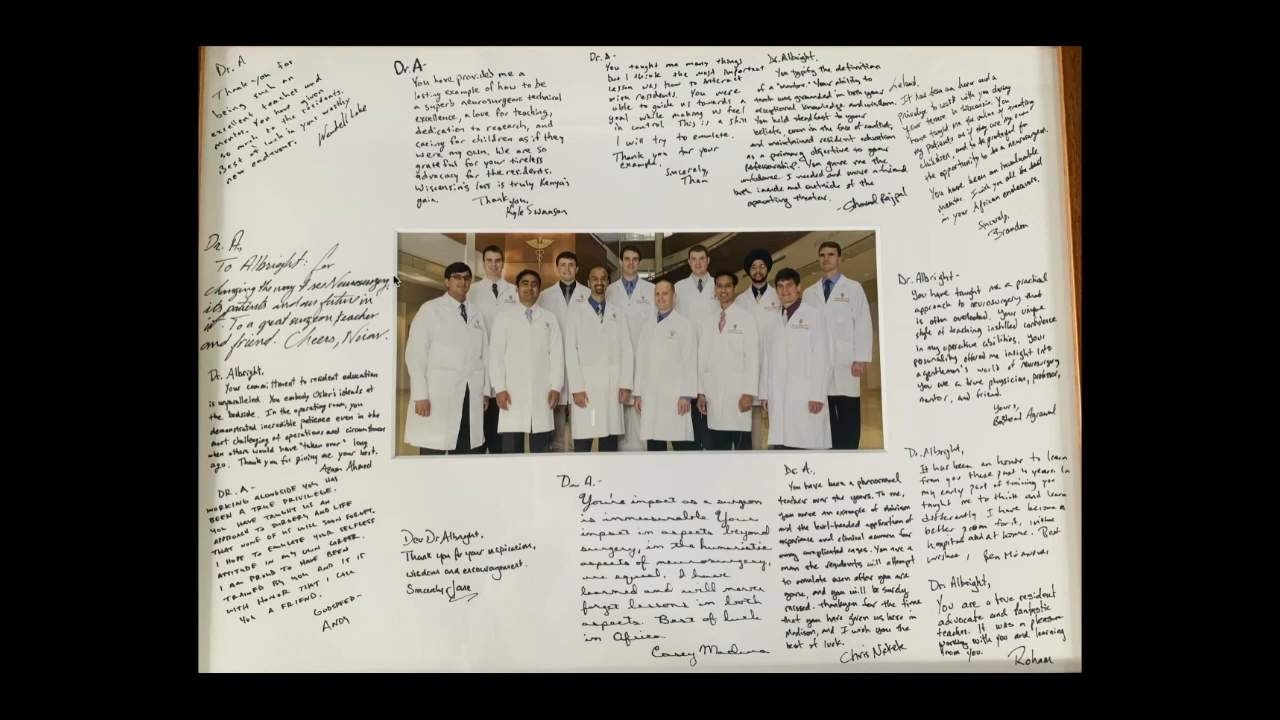 Dr. A
Thank-you for
being such an
excellent teacher and
mentor. You have given
so much to the residents.
Best of luck in your worthy
new endeavor.
Wendell Lake
Dr. A-
You have provided me a
lasting example of how to be
a superb neurosurgeon: technical
excellence, a love for teaching,
dedication to research, and
caring for children as if they
were my own. We are so
grateful for your tireless
advocacy for the residents.
Wisconsin's loss is truly Kenya's
gain.
Thank you,
Kyle Swanson
Dr. A-
You taught me many things
but I think the most important
lesson was how to interact
with residents. You were
able to guide us towards a
goal while making us feel
in control. This is a skill
I will try to emulate.
Thank you for your
example.
Sincerely,
Thom
Dr. Albright,
You typify the definition
of a "mentor." Your ability to
teach was grounded in both your
exceptional knowledge and wisdom.
You held steadfast to your
beliefs, even in the face of conflict,
and maintained resident education
as a primary objective to your
professorship. You gave me the
confidence I needed and were a friend
both inside and outside of the
operating theater.
- Sharad Rajpal
Leland,
It has been an honor and a
privilege to work with you during
your tenure in Wisconsin. You
have taught me the value of treating
my patients as if they are my own
children, and to be grateful for
the opportunity to be a neurosurgeon.
You have been an invaluable
mentor. I wish you all the best
in your African endeavors.
Sincerely,
Brandon
Dr. A,
To Albright: for
changing the way I see Neurosurgery,
its patients and our future in
it. To a great surgeon, teacher
and friend. Cheers,
Dr. Albright,
Your committment to resident education
is unparalleled. You embody Osler's ideals at
the bedside. In the operating room, you
demonstrated incredible patience even in the
most challenging of operations and circumstances
when others would have "taken over" long
ago. Thank you for giving me your best.
Azam Ahmed
Dr. Albright-
You have taught me a practical
approach to neurosurgery that
is often overlooked. Your unique
style of teaching instilled confidence
in my operative abilities. Your
personality offered me insight into
a gentleman's world of neurosurgery
You are a true physician, professor,
mentor, and friend.
Yours,
Agrawal
DR. A-
WORKING ALONGSIDE YOU HAS
BEEN A TRUE PRIVILEGE.
YOU HAVE TAUGHT US AN
APPROACH TO SURGERY AND LIFE
THAT NONE OF US WILL SOON FORGET.
I HOPE TO EMULATE YOUR SELFLESS
ATTITUDE IN MY OWN CAREER.
I AM PROUD TO HAVE BEEN
TRAINED BY YOU AND IT IS
WITH HONOR THAT I CALL
YOU A FRIEND.
GODSPEED-
ANDY
Dear Dr. Albright,
Thank you for your inspiration,
wisdom and encouragement.
Sincerely,
Dr. A.-
You're impact as a surgeon
is immeasurable. Your
impact in aspects beyond
surgery, in the humanistic
aspects of neurosurgery,
are equal. I have
learned and will never
forget lessons in both
aspects. Best of luck
in Africa.
Casey Madura
Dr. A.,
You have been a phenomenal
teacher over the years. To me,
you were an example of
and the level-headed application of
experience and clinical acumen for
many complicated cases. You are a
man the residents will attempt
to emulate even after you are
gone, and you will be surely
missed. Thank you for the time
that you have given us here in
Madison, and I wish you the
best of luck.
Chris Nickele
Dr. Albright,
It has been an honor to learn
from you these past 4 years. In
my early part of training you
taught me to think and learn
differently. I have become a
better person for it, in the
hospital and at home. Best
wishes,
Ben
Dr. Albright,
You are a true resident
advocate and fantastic
teacher. It was a pleasure
working with you and learning
from you.
Roham